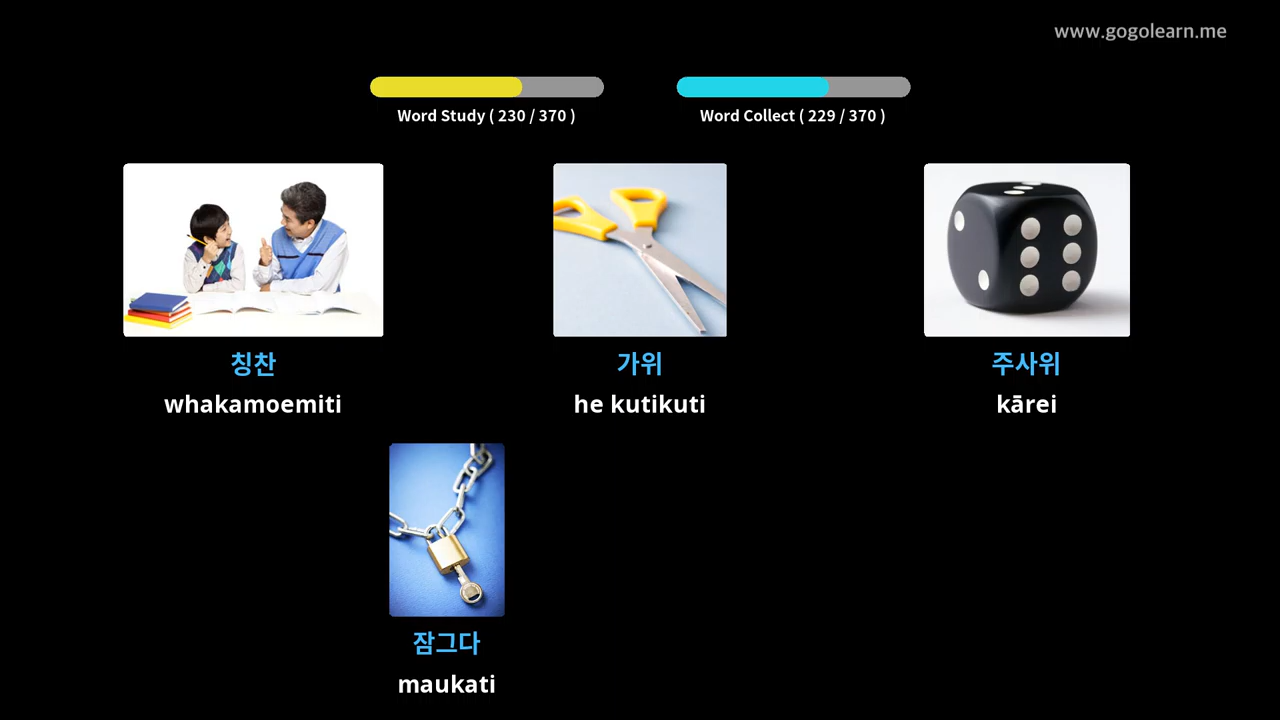 www.gogolearn.me
Word Study ( 230 / 370 )
Word Collect ( 229 / 370 )
칭찬
whakamoemiti
가위
he kutikuti
주사위
kārei
잠그다
maukati